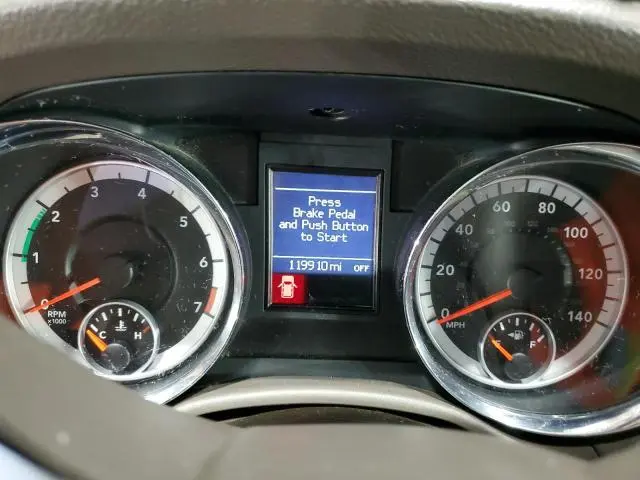 Press
Brake Pedal
and Push Button
to Start
119910 mi OFF
0 1 2 3 4 5 6 7
RPM
x1000
C H
0 20 40 60 80 100 120 140
MPH
E F